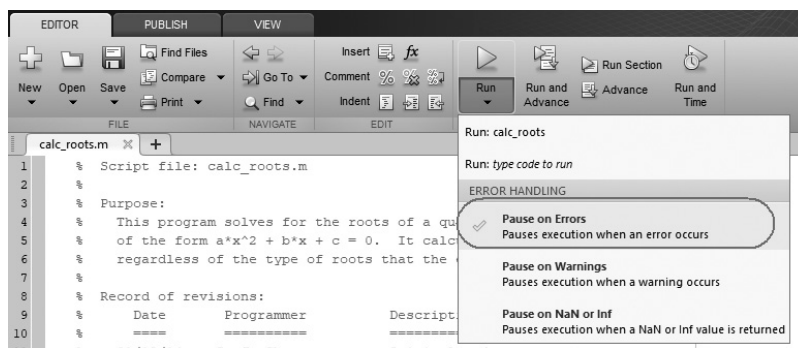 EDITOR PUBLISH VIEW
New
Open
Save
Find Files
Compare
Print
FILE
Go To
Find
NAVIGATE
Insert fx
Comment % %
Indent
EDIT
Run
Run and Advance
Run Section
Advance
Run and Time
calc_roots.m × +
Run: calc_roots
Run: type code to run
ERROR HANDLING
Pause on Errors
Pauses execution when an error occurs
Pause on Warnings
Pauses execution when a warning occurs
Pause on NaN or Inf
Pauses execution when a NaN or Inf value is returned
1 % Script file: calc_roots.m
2 %
3 % Purpose:
4 % This program solves for the roots of a qu
5 % of the form a*x^2 + b*x + c = 0. It calc
6 % regardless of the type of roots that the
7 %
8 % Record of revisions:
9 % Date Programmer Descript
10 % ==== ========== ========